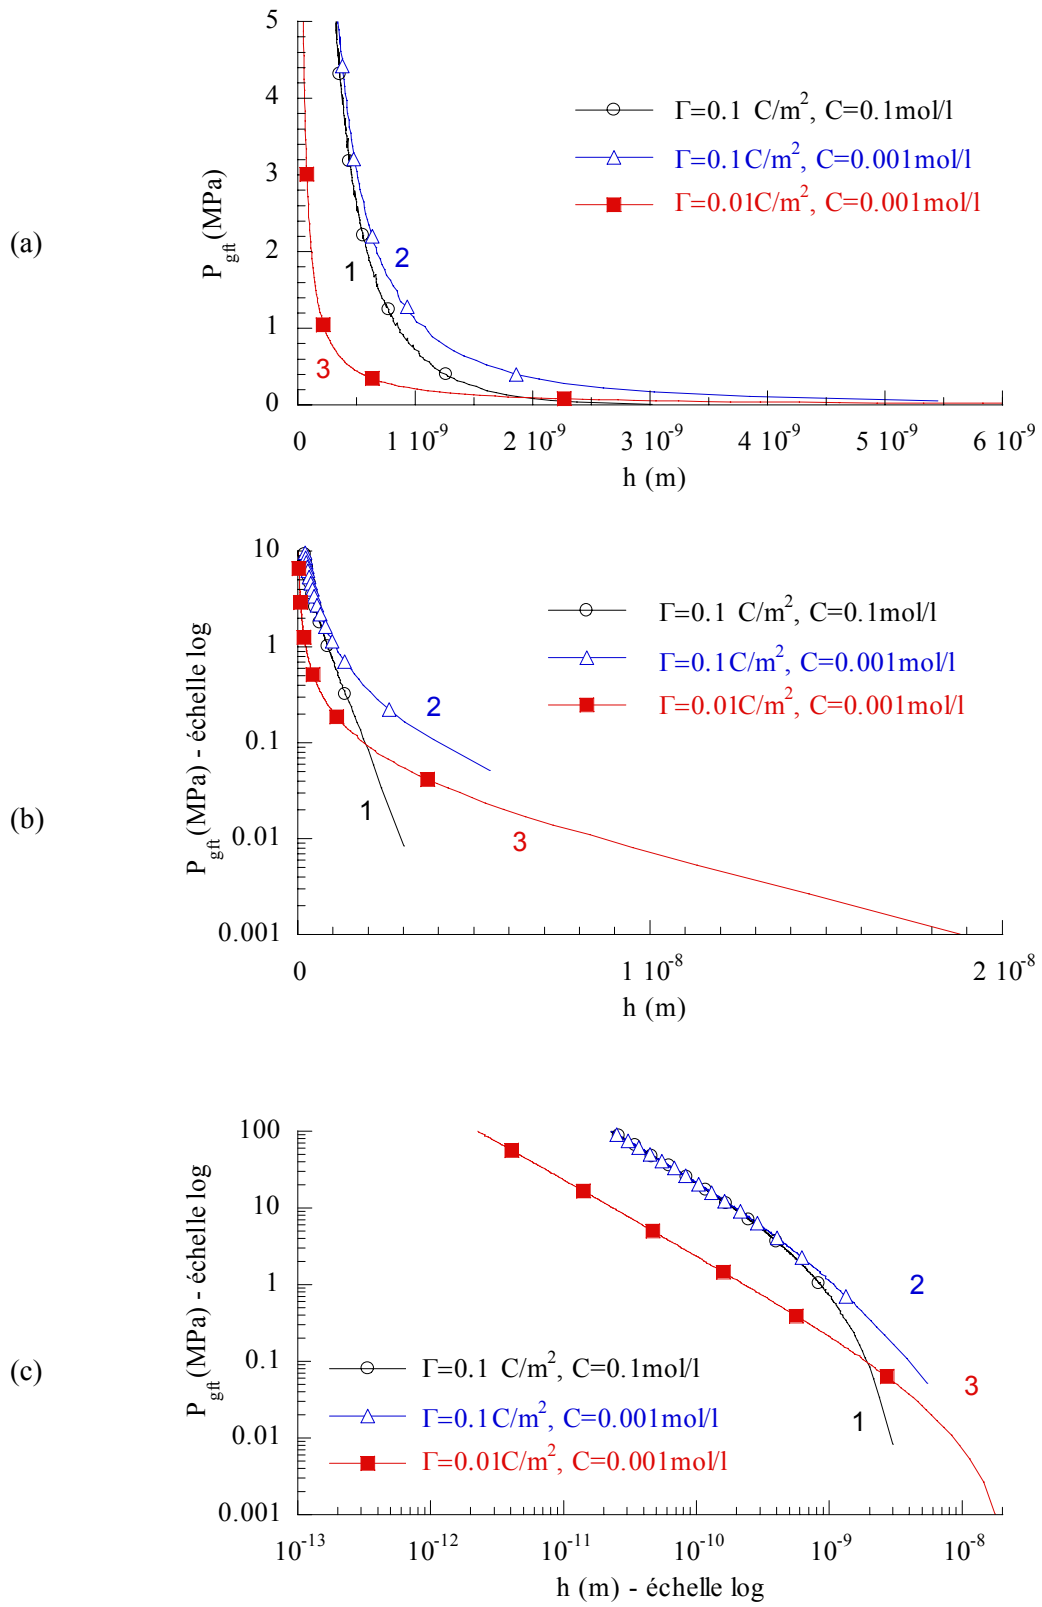 (a)
P_gft (MPa)
5
4
3
2
1
0
Γ=0.1 C/m², C=0.1mol/l
Γ=0.1C/m², C=0.001mol/l
Γ=0.01C/m², C=0.001mol/l
1
2
3
0 1 10⁻⁹ 2 10⁻⁹ 3 10⁻⁹ 4 10⁻⁹ 5 10⁻⁹ 6 10⁻⁹
h (m)
(b)
P_gft (MPa) - échelle log
10
1
0.1
0.01
0.001
Γ=0.1 C/m², C=0.1mol/l
Γ=0.1C/m², C=0.001mol/l
Γ=0.01C/m², C=0.001mol/l
2
1
3
0 1 10⁻⁸ 2 10⁻⁸
h (m)
(c)
P_gft (MPa) - échelle log
100
10
1
0.1
0.01
0.001
2
3
1
Γ=0.1 C/m², C=0.1mol/l
Γ=0.1C/m², C=0.001mol/l
Γ=0.01C/m², C=0.001mol/l
10⁻¹³ 10⁻¹² 10⁻¹¹ 10⁻¹⁰ 10⁻⁹ 10⁻⁸
h (m) - échelle log